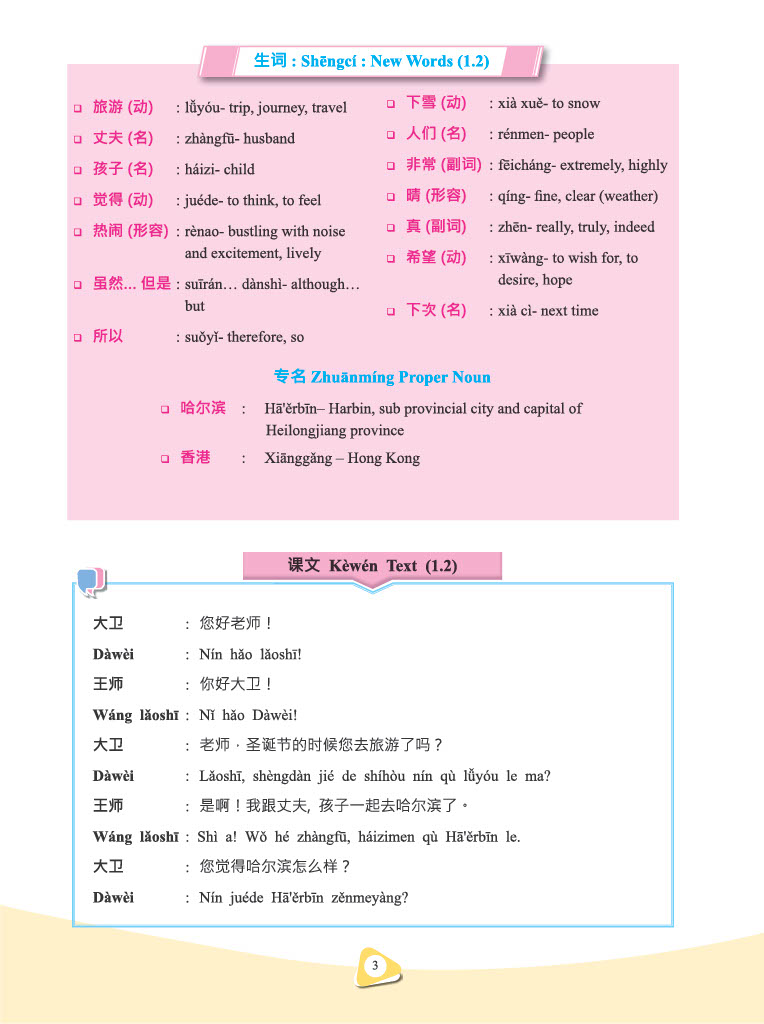 生词 : Shēngcí : New Words (1.2)
❑ 旅游 (动) : lǚyóu- trip, journey, travel
❑ 丈夫 (名) : zhàngfū- husband
❑ 孩子 (名) : háizi- child
❑ 觉得 (动) : juéde- to think, to feel
❑ 热闹 (形容) : rènao- bustling with noise
and excitement, lively
❑ 虽然... 但是 : suīrán… dànshì- although…
but
❑ 所以 : suǒyǐ- therefore, so
❑ 下雪 (动) : xià xuě- to snow
❑ 人们 (名) : rénmen- people
❑ 非常 (副词) : fēicháng- extremely, highly
❑ 晴 (形容) : qíng- fine, clear (weather)
❑ 真 (副词) : zhēn- really, truly, indeed
❑ 希望 (动) : xīwàng- to wish for, to
desire, hope
❑ 下次 (名) : xià cì- next time
专名 Zhuānmíng Proper Noun
❑ 哈尔滨 : Hā'ěrbīn– Harbin, sub provincial city and capital of
Heilongjiang province
❑ 香港 : Xiānggǎng – Hong Kong
课文 Kèwén Text (1.2)
大卫 : 您好老师！
Dàwèi : Nín hǎo lǎoshī!
王师 : 你好大卫！
Wáng lǎoshī : Nǐ hǎo Dàwèi!
大卫 : 老师，圣诞节的时候您去旅游了吗？
Dàwèi : Lǎoshī, shèngdàn jié de shíhòu nín qù lǚyóu le ma?
王师 : 是啊！我跟丈夫, 孩子一起去哈尔滨了。
Wáng lǎoshī : Shì a! Wǒ hé zhàngfū, háizimen qù Hā'ěrbīn le.
大卫 : 您觉得哈尔滨怎么样？
Dàwèi : Nín juéde Hā'ěrbīn zěnmeyàng?
3